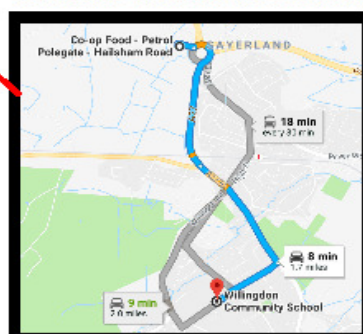 Co-op Food - Petrol
Polegate - Hailsham Road
SAYERLAND
18 min
every 30 min
8 min
1.7 miles
9 min
2.0 miles
Willingdon
Community School